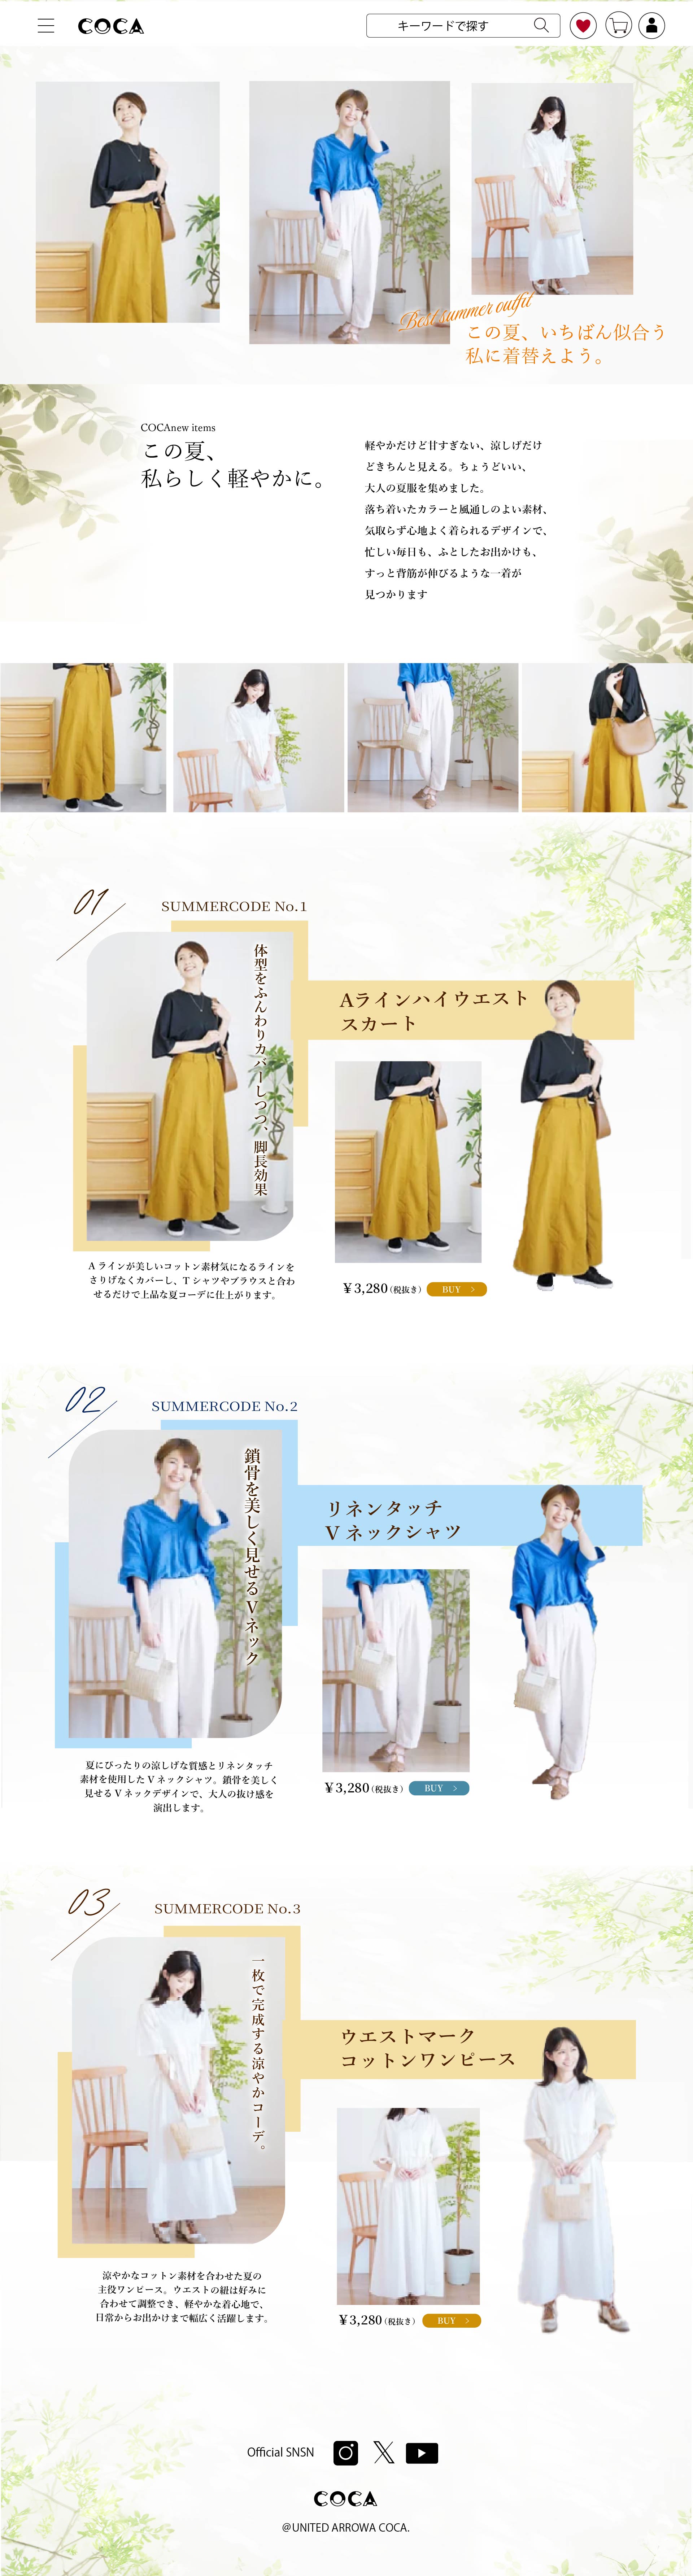 COCA
キーワードで探す
Best summer outfit
この夏、いちばん似合う
私に着替えよう。
COCAnew items
この夏、
私らしく軽やかに。
軽やかだけど甘すぎない、涼しげだけ
どきちんと見える。ちょうどいい、
大人の夏服を集めました。
落ち着いたカラーと風通しのよい素材、
気取らず心地よく着られるデザインで、
忙しい毎日も、ふとしたお出かけも、
すっと背筋が伸びるような一着が
見つかります
01
SUMMERCODE No.1
体型をふんわりカバーしつつ、脚長効果
Aラインハイウエスト
スカート
A ラインが美しいコットン素材気になるラインを
さりげなくカバーし、T シャツやブラウスと合わ
せるだけで上品な夏コーデに仕上がります。
¥3,280(税抜き)
BUY >
02
SUMMERCODE No.2
鎖骨を美しく見せるVネック
リネンタッチ
V ネックシャツ
夏にぴったりの涼しげな質感とリネンタッチ
素材を使用した V ネックシャツ。鎖骨を美しく
見せる V ネックデザインで、大人の抜け感を
演出します。
¥3,280(税抜き)
BUY >
03
SUMMERCODE No.3
一枚で完成する涼やかコーデ。
ウエストマーク
コットンワンピース
涼やかなコットン素材を合わせた夏の
主役ワンピース。ウエストの紐は好みに
合わせて調整でき、軽やかな着心地で、
日常からお出かけまで幅広く活躍します。
¥3,280(税抜き)
BUY >
Official SNSN
COCA
@UNITED ARROWA COCA.